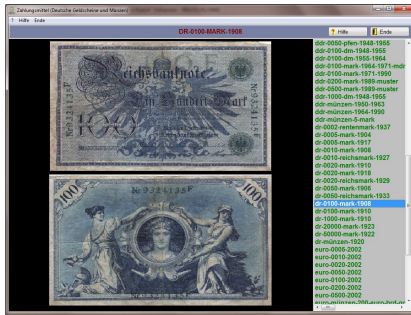 Zahlungsmittel (Deutsche Geldscheine und Münzen)
? Hilfe Ende
DR-0100-MARK-1908
? Hilfe
Ende
Reichsbanknote
Ein Hundert Mark
100
Nr 9324135F
100
100
ddr-0050-pfen-1948-1955
ddr-0100-dm-1948-1955
ddr-0100-dm-1955-1964
ddr-0100-mark-1964-1971-mdr
ddr-0100-mark-1971-1990
ddr-0200-mark-1989-muster
ddr-0500-mark-1989-muster
ddr-1000-dm-1948-1955
ddr-münzen-1950-1963
ddr-münzen-1964-1990
ddr-münzen-5-mark
dr-0002-rentenmark-1937
dr-0005-mark-1904
dr-0005-mark-1917
dr-0010-mark-1908
dr-0010-reichsmark-1927
dr-0020-mark-1910
dr-0020-mark-1918
dr-0020-reichsmark-1929
dr-0050-mark-1906
dr-0050-reichsmark-1933
dr-0100-mark-1908
dr-0100-mark-1910
dr-1000-mark-1910
dr-20000-mark-1923
dr-50000-mark-1922
dr-münzen-1920
euro-0005-2002
euro-0010-2002
euro-0020-2002
euro-0050-2002
euro-0100-2002
euro-0200-2002
euro-0500-2002